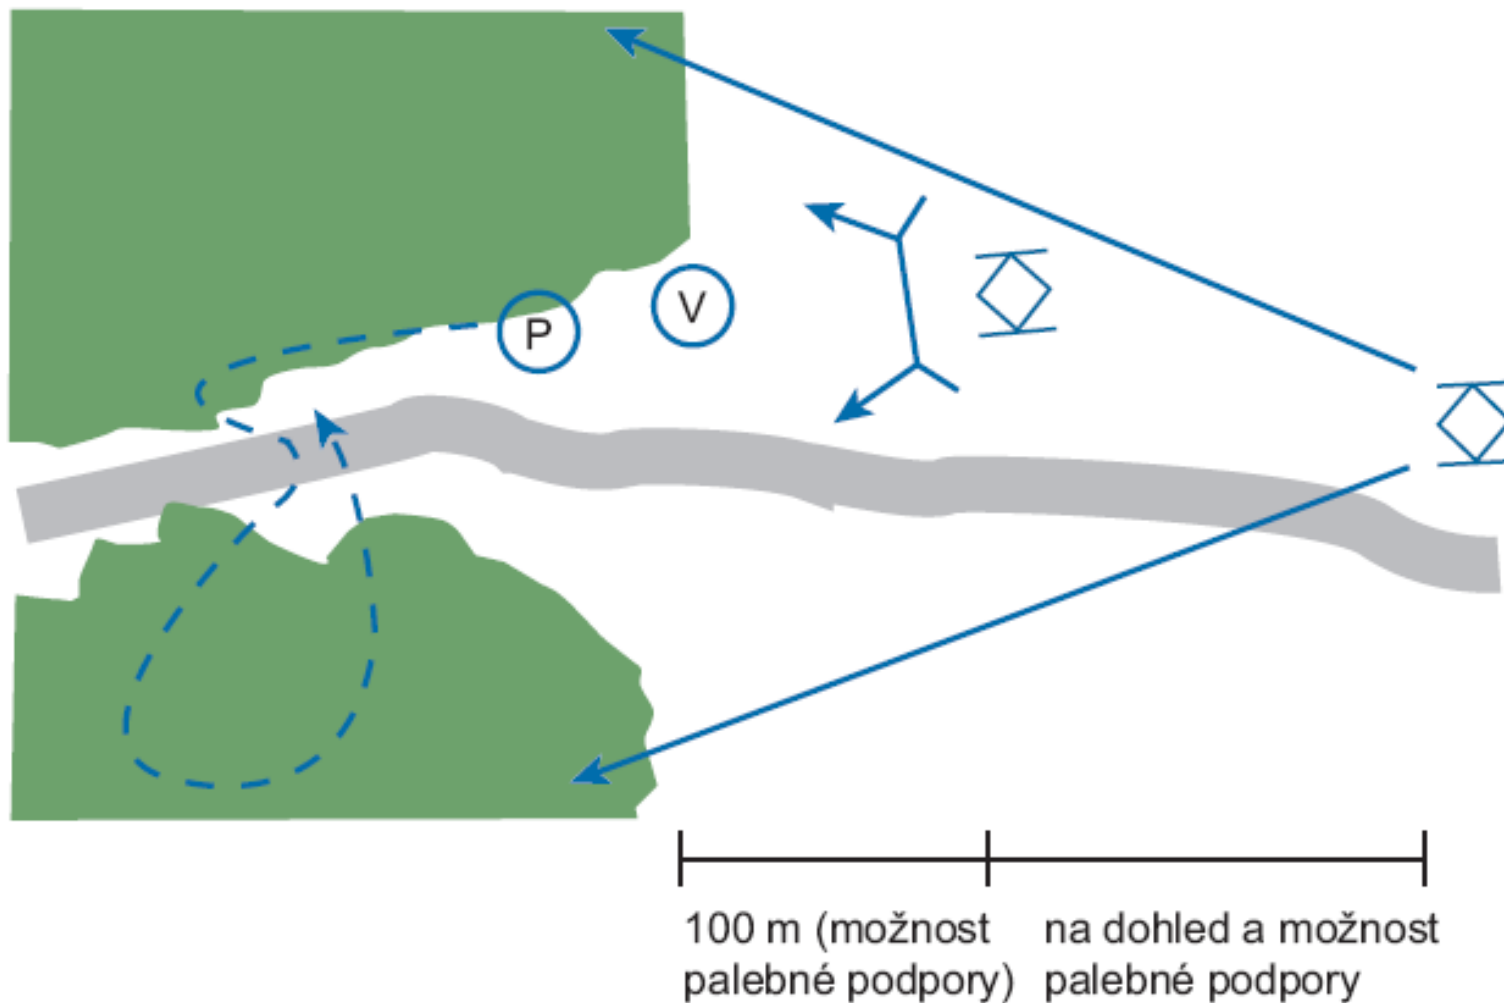 P
V
100 m (možnost
palebné podpory)
na dohled a možnost
palebné podpory